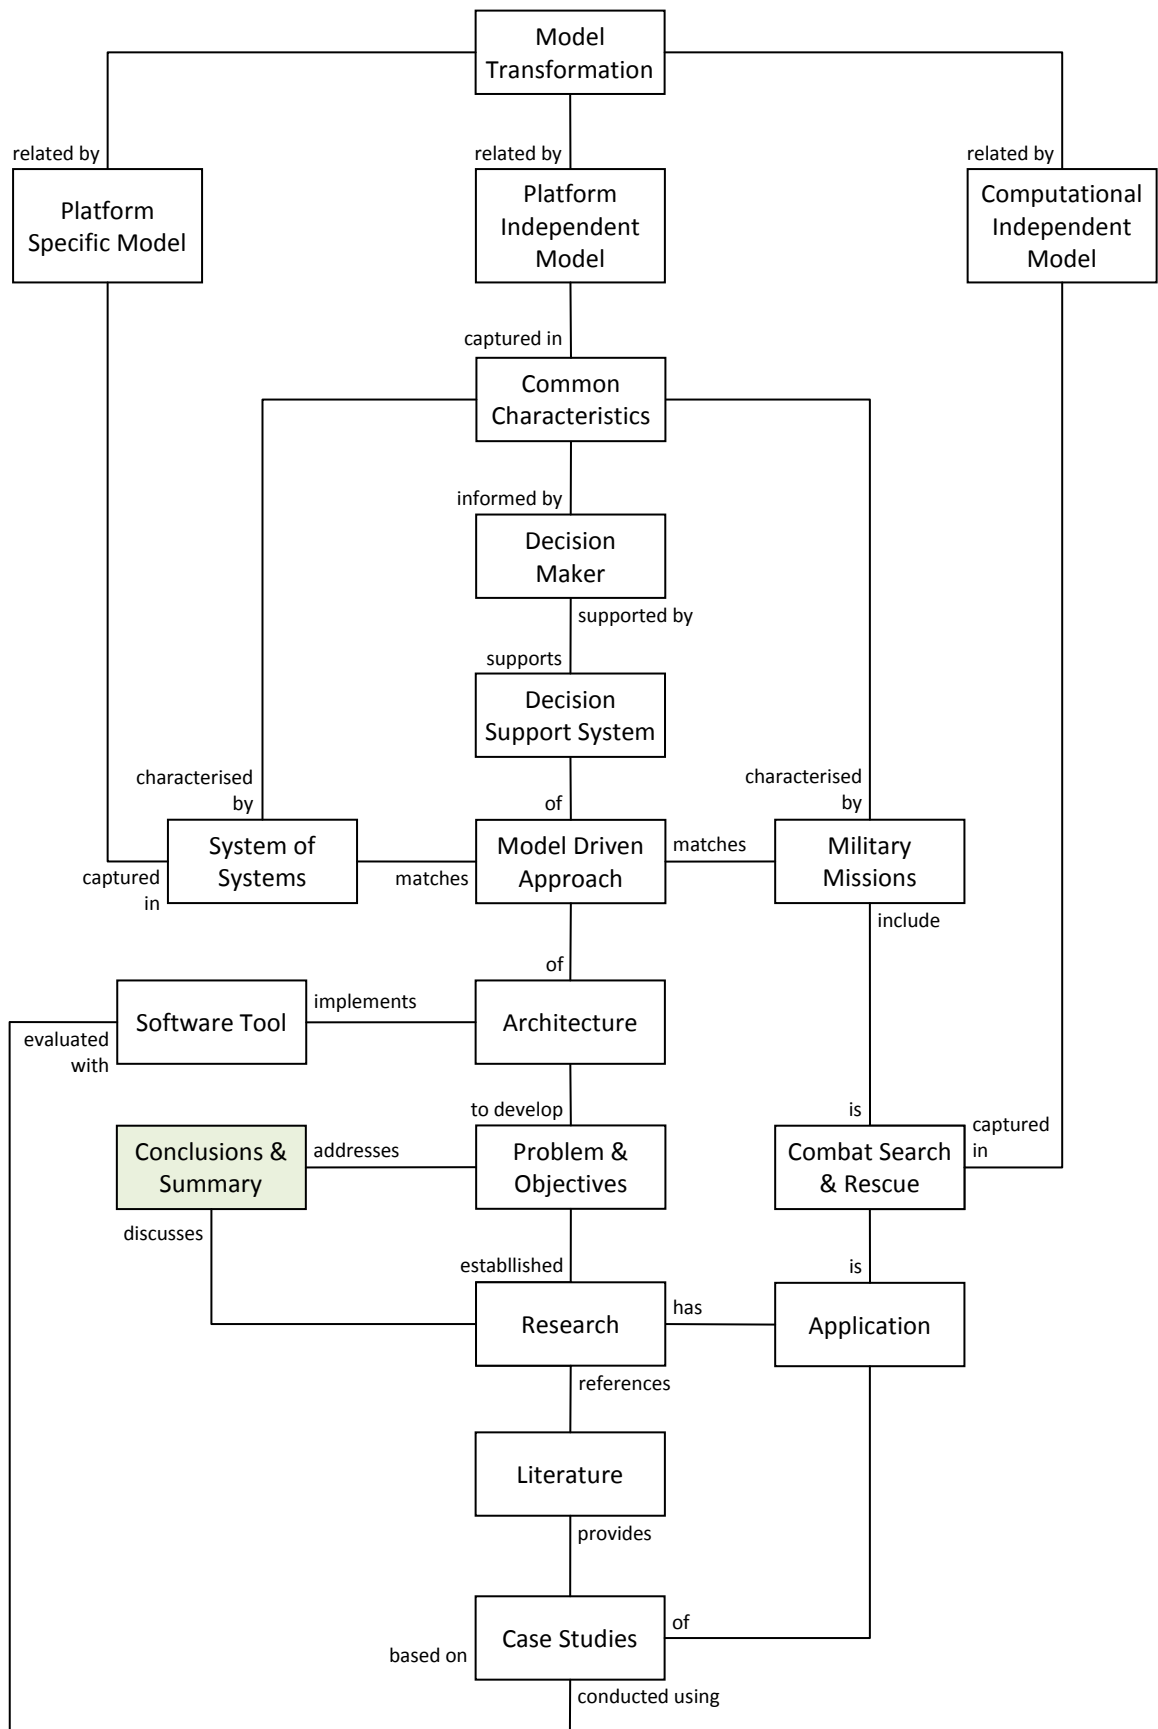 Model
Transformation
related by
related by
related by
Platform
Specific Model
Platform
Independent
Model
Computational
Independent
Model
captured in
Common
Characteristics
informed by
Decision
Maker
supported by
supports
Decision
Support System
characterised
by
of
characterised
by
System of
Systems
matches
Model Driven
Approach
matches
Military
Missions
captured
in
include
of
Software Tool
implements
Architecture
evaluated
with
to develop
is
captured
in
Conclusions &
Summary
addresses
Problem &
Objectives
Combat Search
& Rescue
discusses
establlished
is
Research
has
Application
references
Literature
provides
Case Studies
of
based on
conducted using